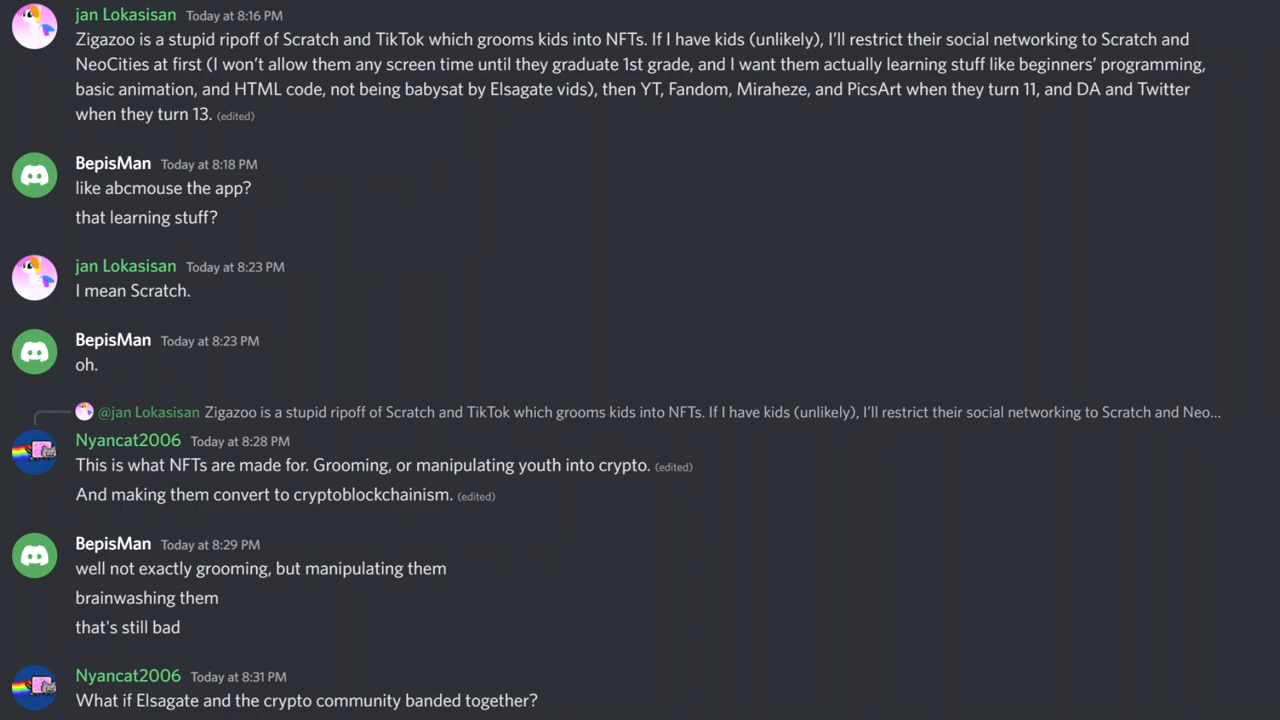 jan Lokasisan Today at 8:16 PM
Zigazoo is a stupid ripoff of Scratch and TikTok which grooms kids into NFTs. If I have kids (unlikely), I’ll restrict their social networking to Scratch and
NeoCities at first (I won’t allow them any screen time until they graduate 1st grade, and I want them actually learning stuff like beginners’ programming,
basic animation, and HTML code, not being babysat by Elsagate vids), then YT, Fandom, Miraheze, and PicsArt when they turn 11, and DA and Twitter
when they turn 13. (edited)
BepisMan Today at 8:18 PM
like abcmouse the app?
that learning stuff?
jan Lokasisan Today at 8:23 PM
I mean Scratch.
BepisMan Today at 8:23 PM
oh.
@jan Lokasisan Zigazoo is a stupid ripoff of Scratch and TikTok which grooms kids into NFTs. If I have kids (unlikely), I’ll restrict their social networking to Scratch and Neo...
Nyancat2006 Today at 8:28 PM
This is what NFTs are made for. Grooming, or manipulating youth into crypto. (edited)
And making them convert to cryptoblockchainism. (edited)
BepisMan Today at 8:29 PM
well not exactly grooming, but manipulating them
brainwashing them
that's still bad
Nyancat2006 Today at 8:31 PM
What if Elsagate and the crypto community banded together?